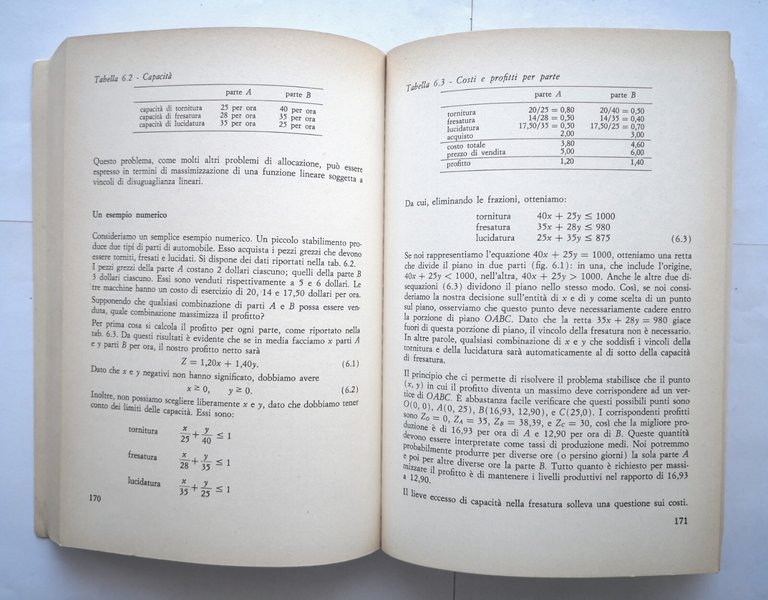 Tabella 6.2 - Capacità
parte A parte B
capacità di tornitura 25 per ora 40 per ora
capacità di fresatura 28 per ora 35 per ora
capacità di lucidatura 35 per ora 25 per ora
Questo problema, come molti altri problemi di allocazione, può essere
espresso in termini di massimizzazione di una funzione lineare soggetta a
vincoli di disuguaglianza lineari.
Un esempio numerico
Consideriamo un semplice esempio numerico. Un piccolo stabilimento pro-
duce due tipi di parti di automobile. Esso acquista i pezzi grezzi che devono
essere torniti, fresati e lucidati. Si dispone dei dati riportati nella tab. 6.2.
I pezzi grezzi della parte A costano 2 dollari ciascuno; quelli della parte B
3 dollari ciascuno. Essi sono venduti rispettivamente a 5 e 6 dollari. Le
tre macchine hanno un costo di esercizio di 20, 14 e 17,50 dollari per ora.
Supponendo che qualsiasi combinazione di parti A e B possa essere ven-
duta, quale combinazione massimizza il profitto?
Per prima cosa si calcola il profitto per ogni parte, come riportato nella
tab. 6.3. Da questi risultati è evidente che se in media facciamo x parti A
e y parti B per ora, il nostro profitto netto sarà
Z = 1,20x + 1,40y. (6.1)
Dato che x e y negativi non hanno significato, dobbiamo avere
x ≥ 0, y ≥ 0. (6.2)
Inoltre, non possiamo scegliere liberamente x e y, dato che dobbiamo tener
conto dei limiti delle capacità. Essi sono:
tornitura x/25 + y/40 ≤ 1
fresatura x/28 + y/35 ≤ 1
lucidatura x/35 + y/25 ≤ 1
170
Tabella 6.3 - Costi e profitti per parte
parte A parte B
tornitura 20/25 = 0,80 20/40 = 0,50
fresatura 14/28 = 0,50 14/35 = 0,40
lucidatura 17,50/35 = 0,50 17,50/25 = 0,70
acquisto 2,00 3,00
costo totale 3,80 4,60
prezzo di vendita 5,00 6,00
profitto 1,20 1,40
Da cui, eliminando le frazioni, otteniamo:
tornitura 40x + 25y ≤ 1000
fresatura 35x + 28y ≤ 980
lucidatura 25x + 35y ≤ 875 (6.3)
Se noi rappresentiamo l'equazione 40x + 25y = 1000, otteniamo una retta
che divide il piano in due parti (fig. 6.1): in una, che include l'origine,
40x + 25y < 1000, nell'altra, 40x + 25y > 1000. Anche le altre due di-
sequazioni (6.3) dividono il piano nello stesso modo. Così, se noi consi-
deriamo la nostra decisione sull'entità di x e di y come scelta di un punto
sul piano, osserviamo che questo punto deve necessariamente cadere entro
la porzione di piano OABC. Dato che la retta 35x + 28y = 980 giace
fuori di questa porzione di piano, il vincolo della fresatura non è necessario.
In altre parole, qualsiasi combinazione di x e y che soddisfi i vincoli della
tornitura e della lucidatura sarà automaticamente al di sotto della capacità
di fresatura.
Il principio che ci permette di risolvere il problema stabilisce che il punto
(x, y) in cui il profitto diventa un massimo deve corrispondere ad un ver-
tice di OABC. È abbastanza facile verificare che questi possibili punti sono
O(0, 0), A(0, 25), B(16,93, 12,90), e C(25,0). I corrispondenti profitti
sono Z₀ = 0, Z_A = 35, Z_B = 38,39, e Z_C = 30, così che la migliore pro-
duzione è di 16,93 per ora di A e 12,90 per ora di B. Queste quantità
devono essere interpretate come tassi di produzione medi. Noi potremmo
probabilmente produrre per diverse ore (o persino giorni) la sola parte A
e poi per altre diverse ore la parte B. Tutto quanto è richiesto per massi-
mizzare il profitto è di mantenere i livelli produttivi nel rapporto di 16,93
a 12,90.
Il lieve eccesso di capacità nella fresatura solleva una questione sui costi.
171